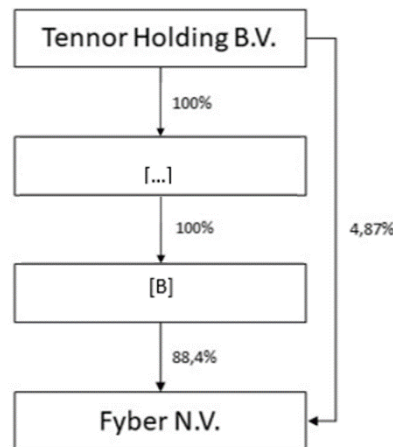 Tennor Holding B.V.
100%
[...]
100%
4,87%
[B]
88,4%
Fyber N.V.